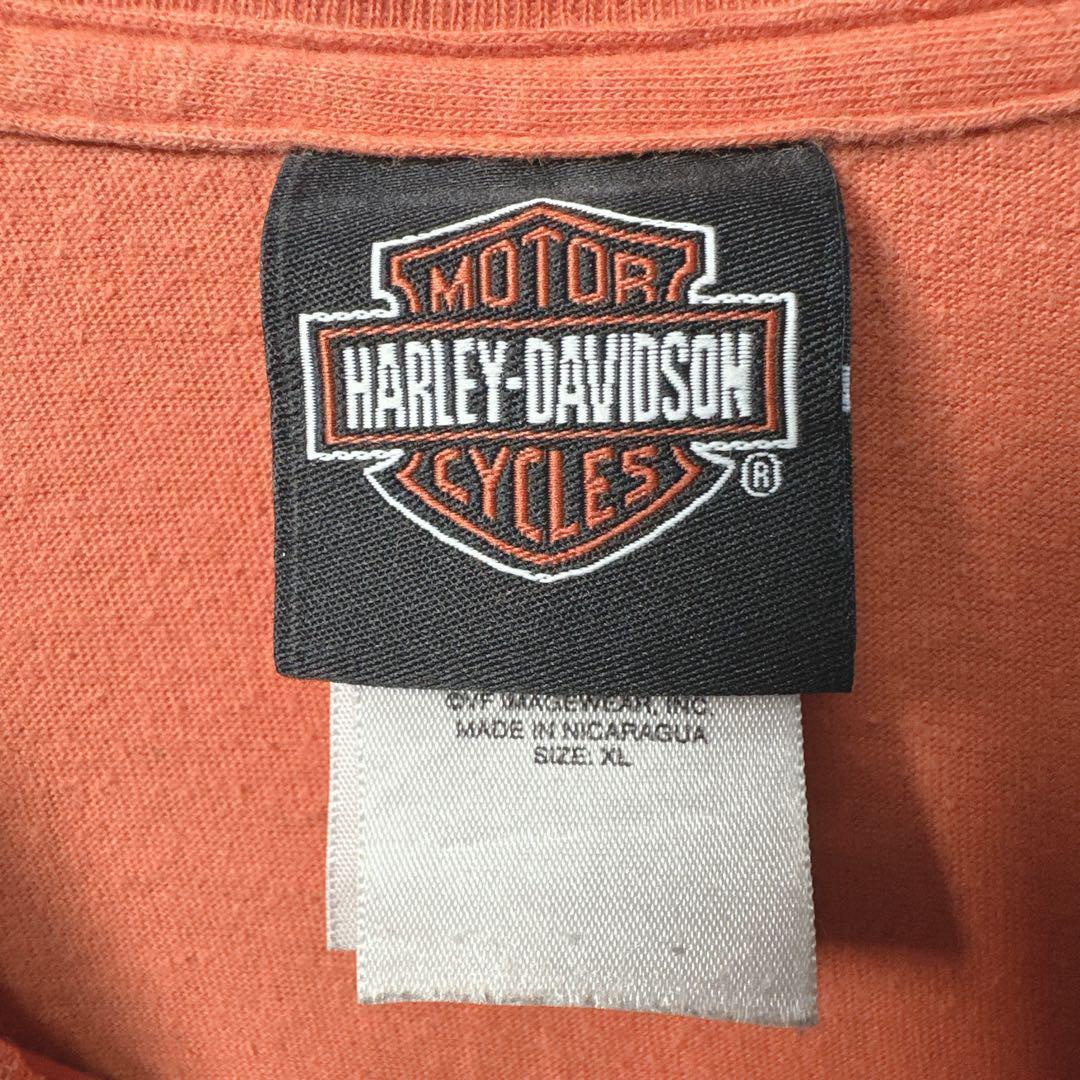 MOTOR
HARLEY-DAVIDSON
CYCLES
®
©VF IMAGEWEAR, INC
MADE IN NICARAGUA
SIZE: XL